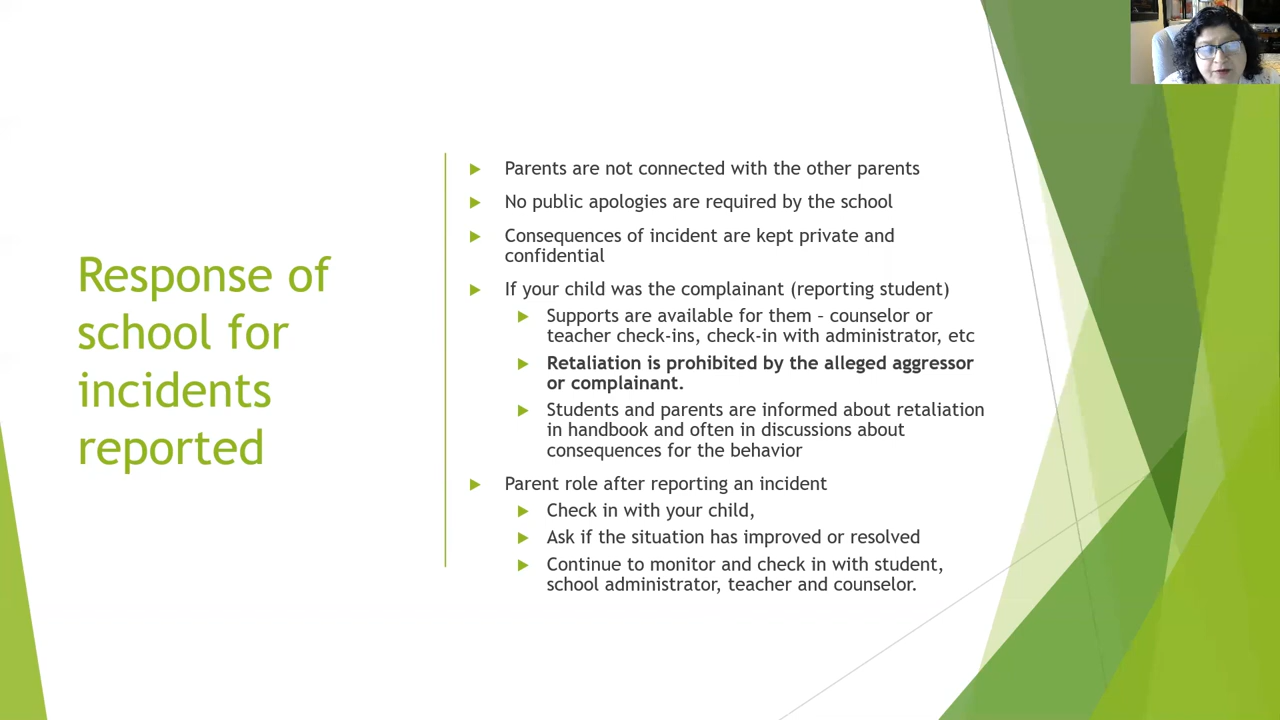 Response of
school for
incidents
reported
Parents are not connected with the other parents
No public apologies are required by the school
Consequences of incident are kept private and
confidential
If your child was the complainant (reporting student)
Supports are available for them – counselor or
teacher check-ins, check-in with administrator, etc
Retaliation is prohibited by the alleged aggressor
or complainant.
Students and parents are informed about retaliation
in handbook and often in discussions about
consequences for the behavior
Parent role after reporting an incident
Check in with your child,
Ask if the situation has improved or resolved
Continue to monitor and check in with student,
school administrator, teacher and counselor.